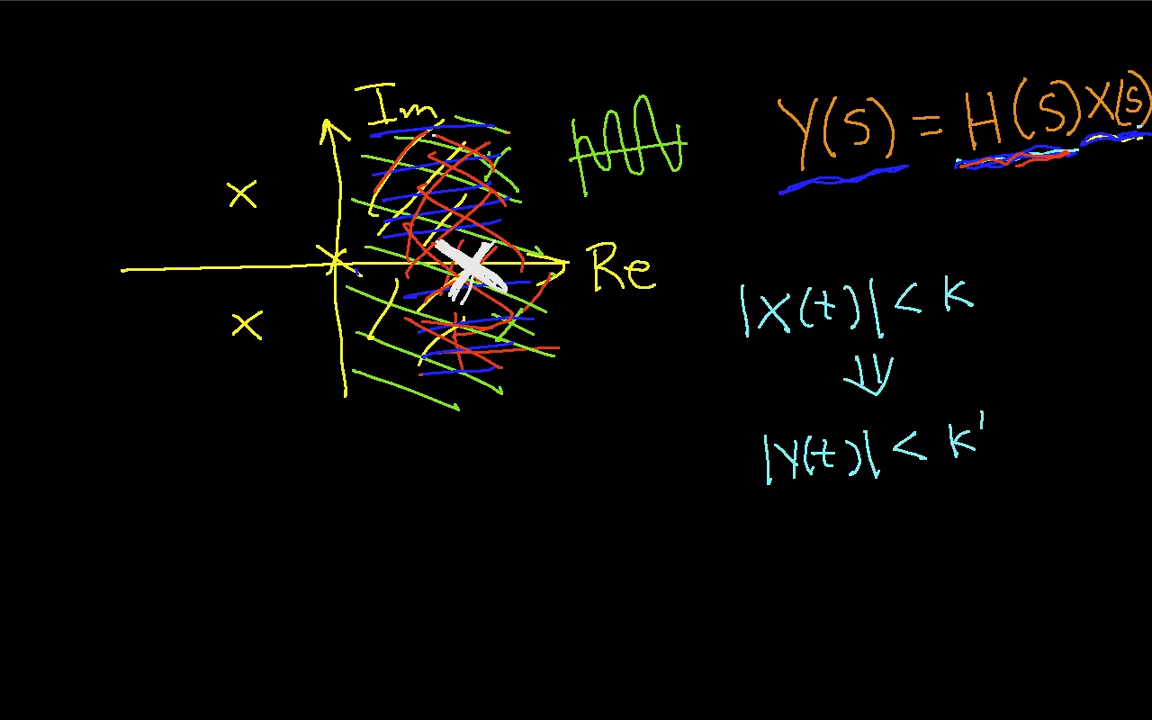 Im
Y(s) = H(s)X(s)
Re
|x(t)| < k
⇓
|y(t)| < k'